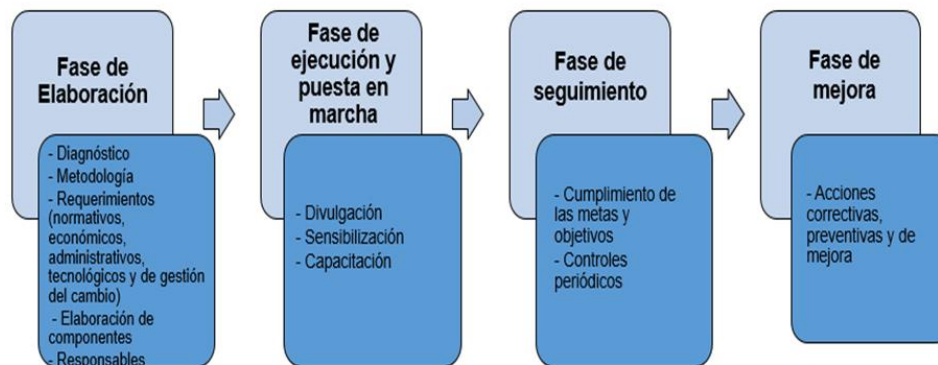 Fase de
Elaboración
- Diagnóstico
- Metodología
- Requerimientos
(normativos,
económicos,
administrativos,
tecnológicos y de gestión
del cambio)
- Elaboración de
componentes
- Responsables
Fase de
ejecución y
puesta en
marcha
- Divulgación
- Sensibilización
- Capacitación
Fase de
seguimiento
- Cumplimiento de
las metas y
objetivos
- Controles
periódicos
Fase de
mejora
- Acciones
correctivas,
preventivas y de
mejora